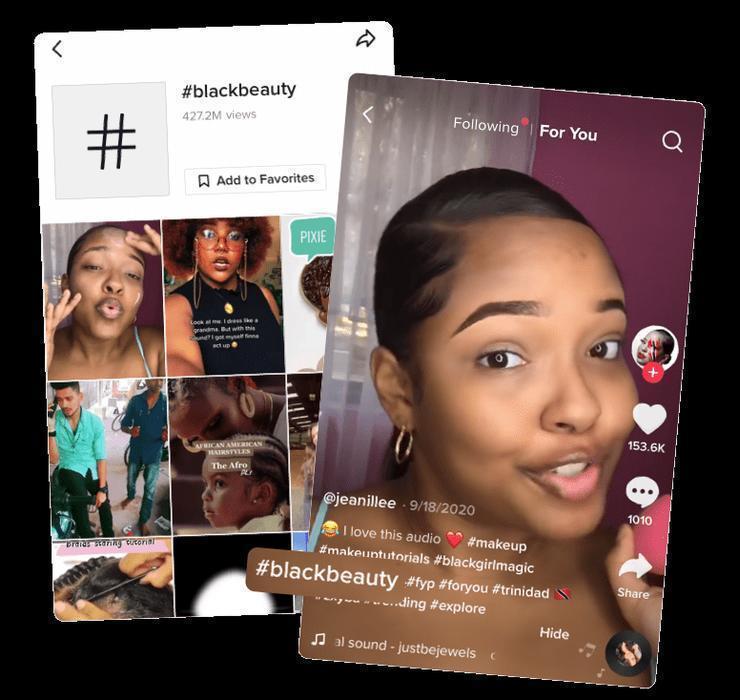 #blackbeauty
427.2M views
Add to Favorites
PIXIE
Look at me. I dress like a
grandma. But with this
sound? I got myself finna
act up
AFRICAN AMERICAN
HAIRSTYLES
The Afro
braids starting tutorial
Following | For You
153.6K
1010
Share
@jeanillee · 9/18/2020
😂 I love this audio ❤️ #makeup
#makeuptutorials #blackgirlmagic
#blackbeauty #fyp #foryou #trinidad 🇹🇹
#trending #explore
Hide
al sound - justbejewels